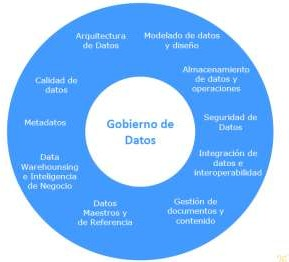 Arquitectura
de Datos
Modelado de datos
y diseño
Almacenamiento
de datos y
operaciones
Seguridad de
Datos
Integración de
datos e
interoperabilidad
Gestión de
documentos y
contenido
Datos
Maestros y
de Referencia
Data
Warehounsing
e Inteligencia
de Negocio
Metadatos
Calidad de
datos
Gobierno de
Datos